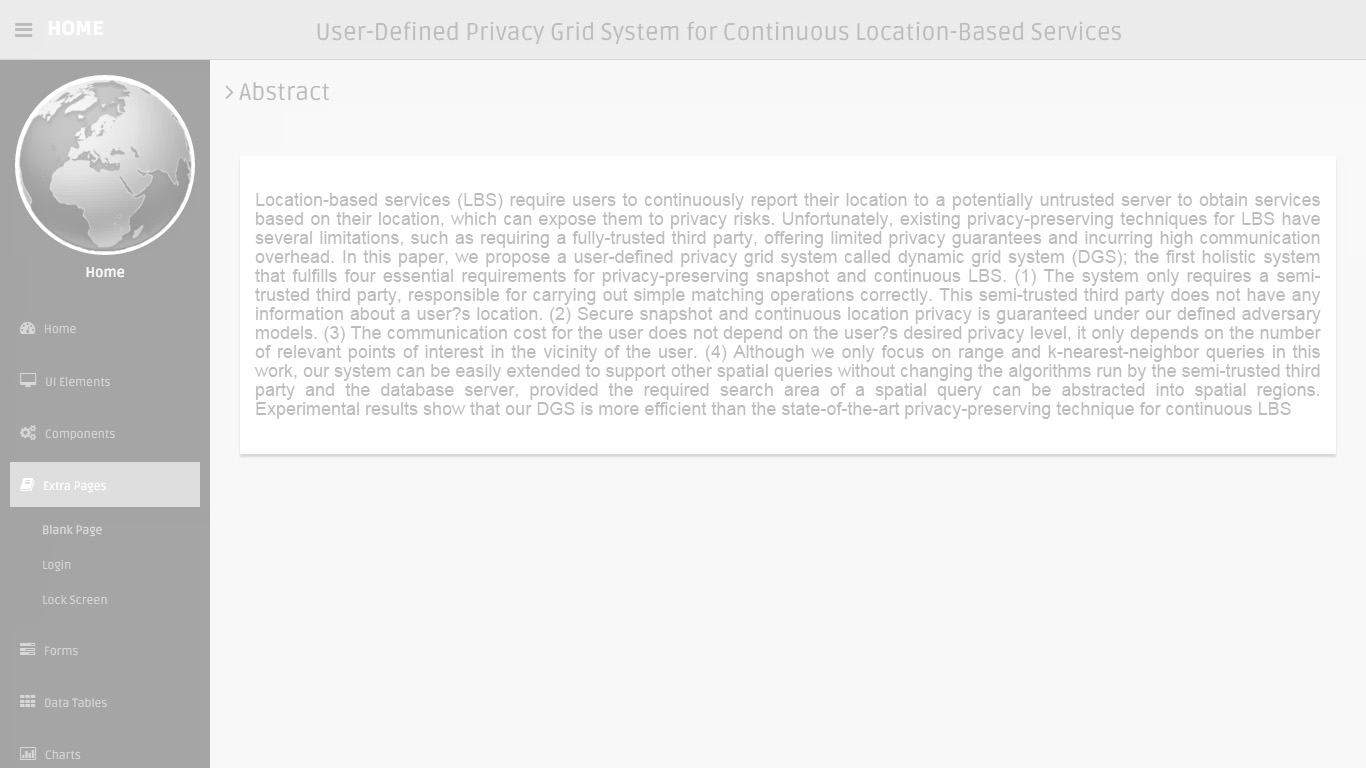 HOME
User-Defined Privacy Grid System for Continuous Location-Based Services
Home
Home
UI Elements
Components
Extra Pages
Blank Page
Login
Lock Screen
Forms
Data Tables
Charts
Abstract
Location-based services (LBS) require users to continuously report their location to a potentially untrusted server to obtain services
based on their location, which can expose them to privacy risks. Unfortunately, existing privacy-preserving techniques for LBS have
several limitations, such as requiring a fully-trusted third party, offering limited privacy guarantees and incurring high communication
overhead. In this paper, we propose a user-defined privacy grid system called dynamic grid system (DGS); the first holistic system
that fulfills four essential requirements for privacy-preserving snapshot and continuous LBS. (1) The system only requires a semi-
trusted third party, responsible for carrying out simple matching operations correctly. This semi-trusted third party does not have any
information about a user?s location. (2) Secure snapshot and continuous location privacy is guaranteed under our defined adversary
models. (3) The communication cost for the user does not depend on the user?s desired privacy level, it only depends on the number
of relevant points of interest in the vicinity of the user. (4) Although we only focus on range and k-nearest-neighbor queries in this
work, our system can be easily extended to support other spatial queries without changing the algorithms run by the semi-trusted third
party and the database server, provided the required search area of a spatial query can be abstracted into spatial regions.
Experimental results show that our DGS is more efficient than the state-of-the-art privacy-preserving technique for continuous LBS